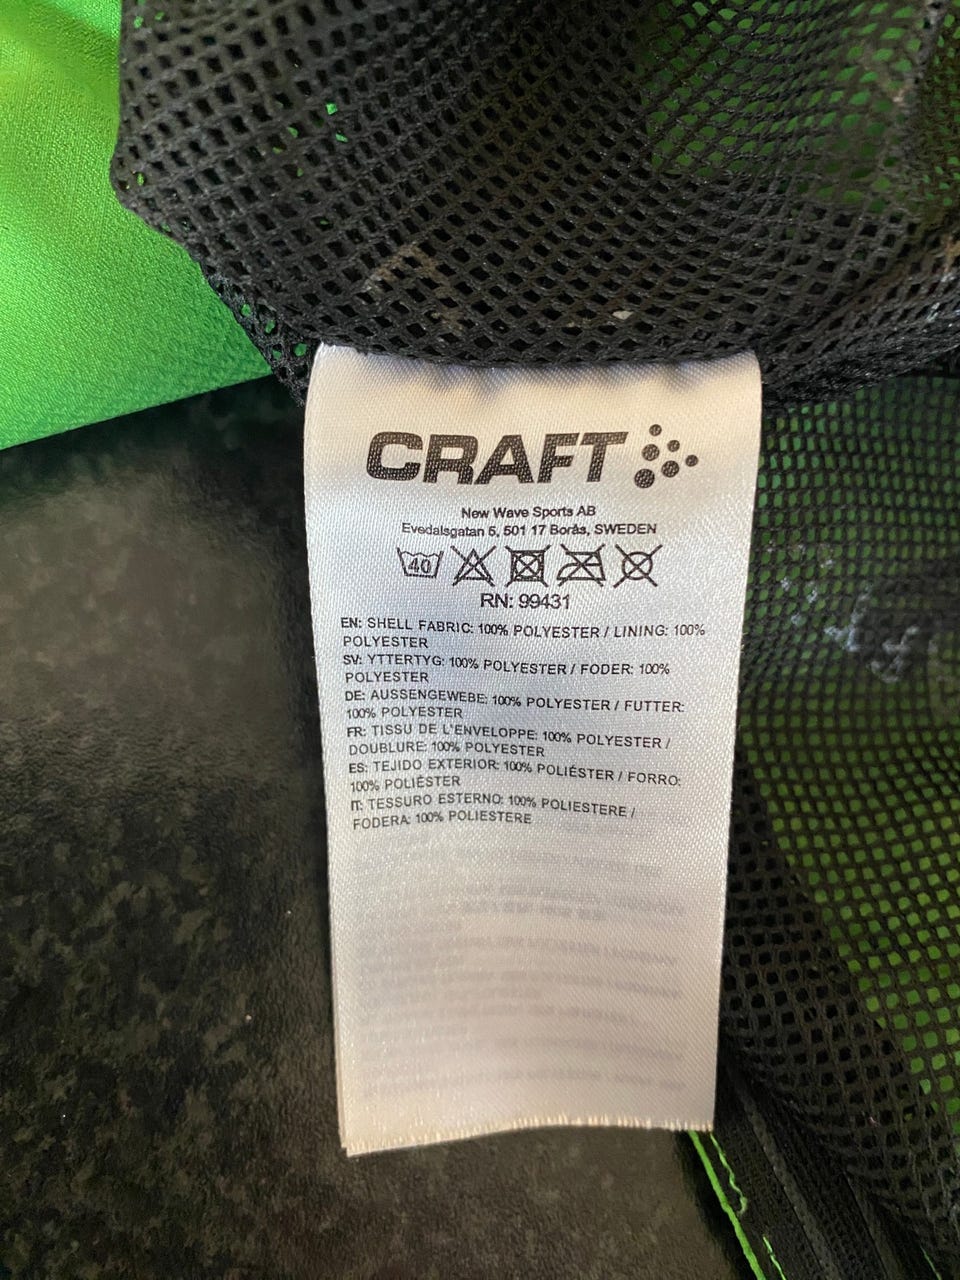 CRAFT
New Wave Sports AB
Evedalsgatan 5, 501 17 Borås, SWEDEN
40
RN: 99431
EN: SHELL FABRIC: 100% POLYESTER / LINING: 100%
POLYESTER
SV: YTTERTYG: 100% POLYESTER / FODER: 100%
POLYESTER
DE: AUSSENGEWEBE: 100% POLYESTER / FUTTER:
100% POLYESTER
FR: TISSU DE L'ENVELOPPE: 100% POLYESTER /
DOUBLURE: 100% POLYESTER
ES: TEJIDO EXTERIOR: 100% POLIÉSTER / FORRO:
100% POLIÉSTER
IT: TESSURO ESTERNO: 100% POLIESTERE /
FODERA: 100% POLIESTERE